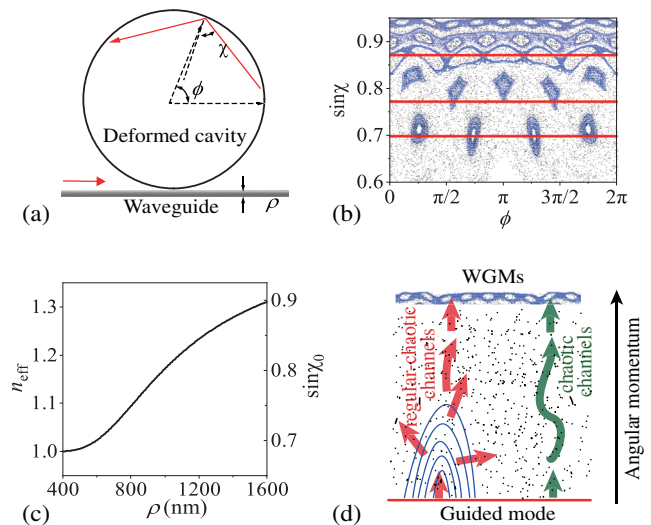 (a)
χ
ϕ
Deformed cavity
Waveguide
ρ
(b)
sinχ
0.9
0.8
0.7
0.6
0
π/2
π
3π/2
2π
ϕ
(c)
n_eff
1.3
1.2
1.1
1.0
0.9
0.8
0.7
sinχ₀
400
800
1200
1600
ρ (nm)
(d)
WGMs
regular-chaotic
channels
chaotic
channels
Angular momentum
Guided mode